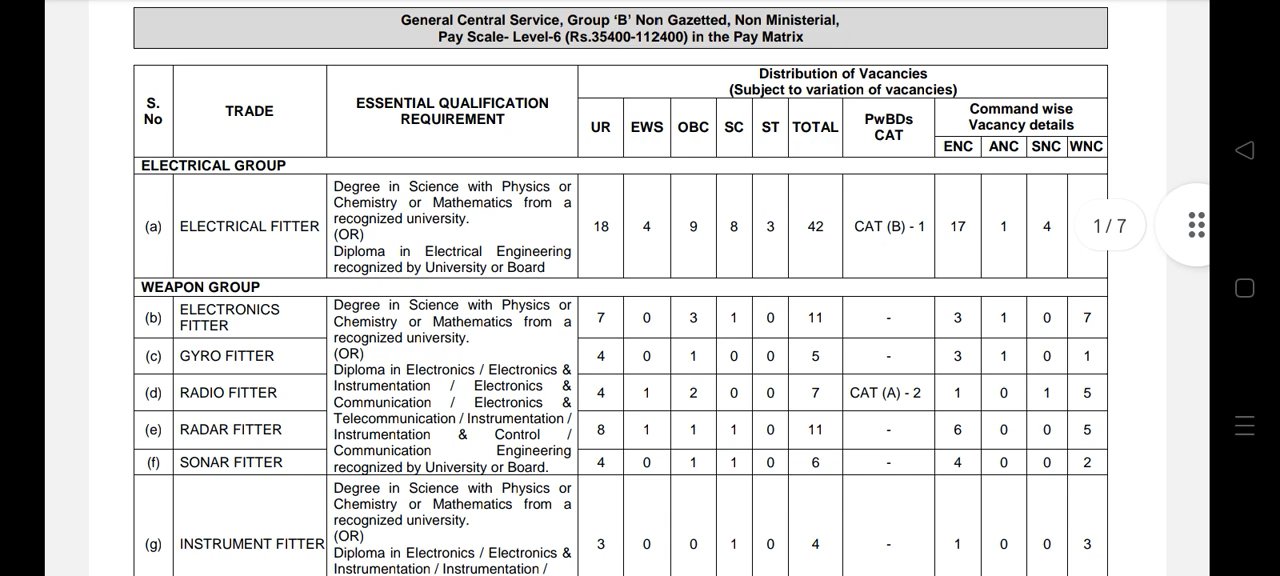 General Central Service, Group ‘B’ Non Gazetted, Non Ministerial,
Pay Scale- Level-6 (Rs.35400-112400) in the Pay Matrix
S. No TRADE ESSENTIAL QUALIFICATION REQUIREMENT Distribution of Vacancies (Subject to variation of vacancies)
UR EWS OBC SC ST TOTAL PwBDs CAT Command wise Vacancy details
ENC ANC SNC WNC
ELECTRICAL GROUP
(a) ELECTRICAL FITTER
Degree in Science with Physics or
Chemistry or Mathematics from a
recognized university.
(OR)
Diploma in Electrical Engineering
recognized by University or Board
18 4 9 8 3 42 CAT (B) - 1 17 1 4
1 / 7
WEAPON GROUP
Degree in Science with Physics or
Chemistry or Mathematics from a
recognized university.
(OR)
Diploma in Electronics / Electronics &
Instrumentation / Electronics &
Communication / Electronics &
Telecommunication / Instrumentation /
Instrumentation & Control /
Communication Engineering
recognized by University or Board.
(b) ELECTRONICS FITTER 7 0 3 1 0 11 - 3 1 0 7
(c) GYRO FITTER 4 0 1 0 0 5 - 3 1 0 1
(d) RADIO FITTER 4 1 2 0 0 7 CAT (A) - 2 1 0 1 5
(e) RADAR FITTER 8 1 1 1 0 11 - 6 0 0 5
(f) SONAR FITTER 4 0 1 1 0 6 - 4 0 0 2
(g) INSTRUMENT FITTER
Degree in Science with Physics or
Chemistry or Mathematics from a
recognized university.
(OR)
Diploma in Electronics / Electronics &
Instrumentation / Instrumentation /
3 0 0 1 0 4 - 1 0 0 3